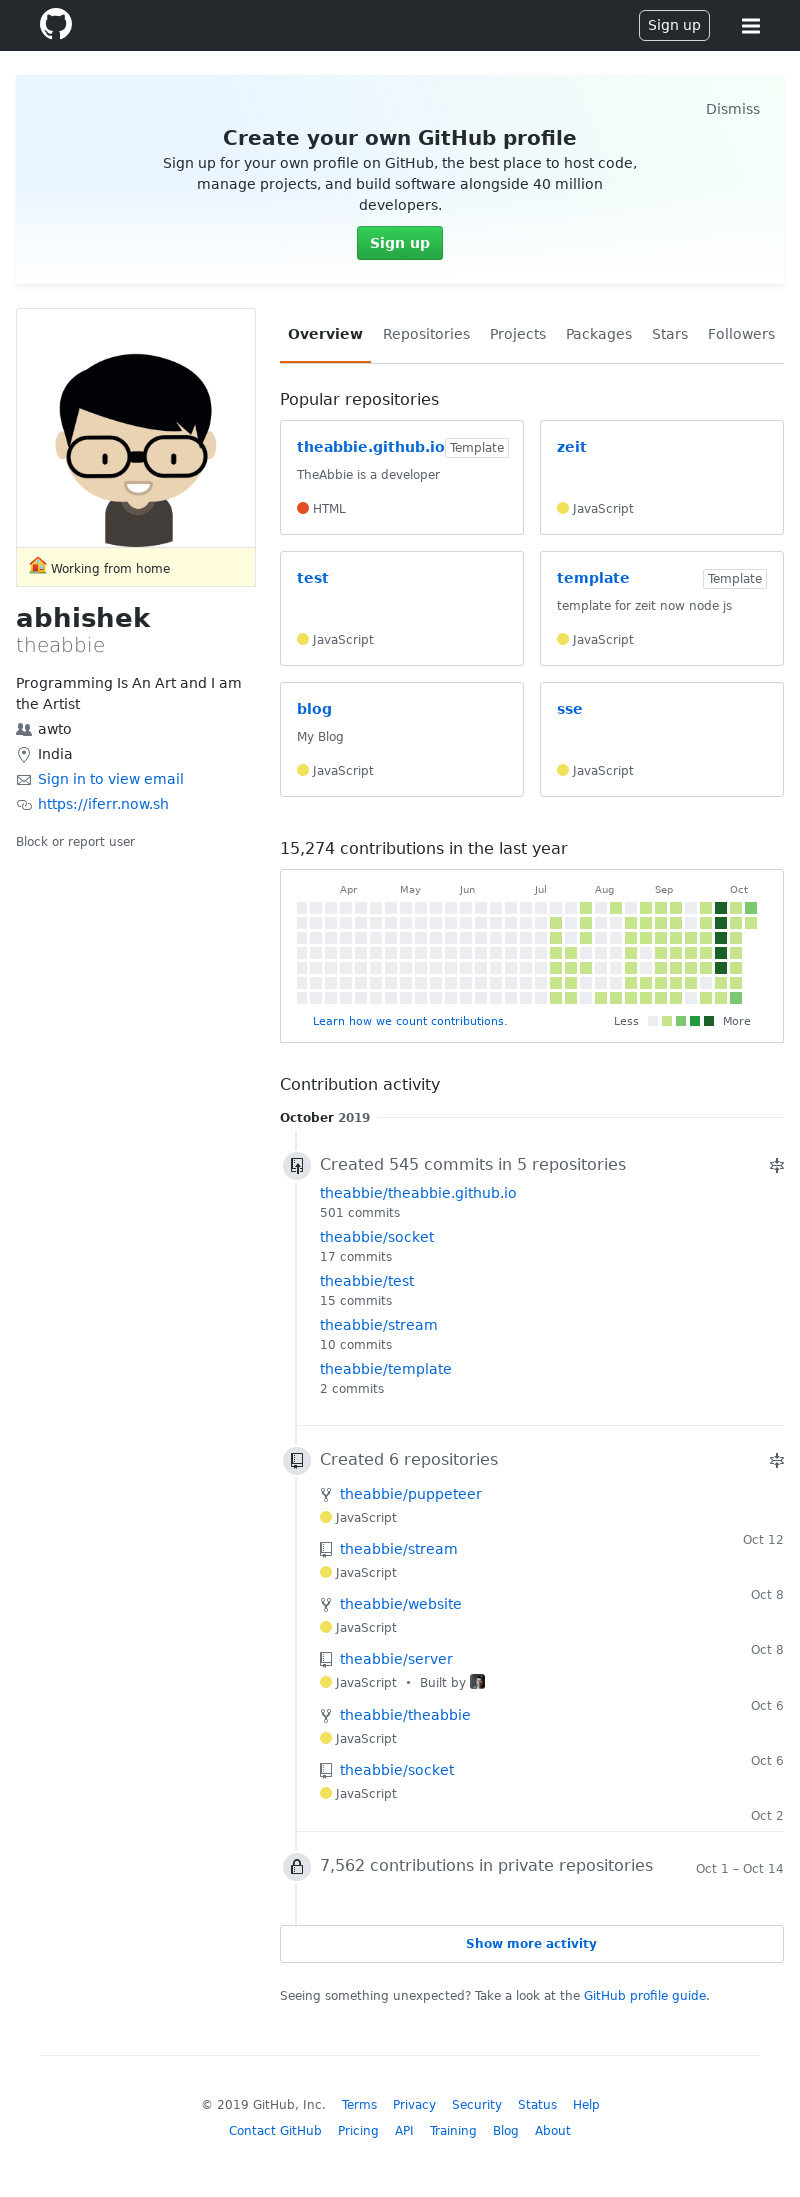 Sign up
Dismiss
Create your own GitHub profile
Sign up for your own profile on GitHub, the best place to host code,
manage projects, and build software alongside 40 million
developers.
Sign up
Overview Repositories Projects Packages Stars Followers
Working from home
abhishek
theabbie
Programming Is An Art and I am
the Artist
awto
India
Sign in to view email
https://iferr.now.sh
Block or report user
Popular repositories
theabbie.github.io Template
TheAbbie is a developer
HTML
zeit
JavaScript
test
JavaScript
template Template
template for zeit now node js
JavaScript
blog
My Blog
JavaScript
sse
JavaScript
15,274 contributions in the last year
Apr May Jun Jul Aug Sep Oct
Learn how we count contributions. Less More
Contribution activity
October 2019
Created 545 commits in 5 repositories
theabbie/theabbie.github.io
501 commits
theabbie/socket
17 commits
theabbie/test
15 commits
theabbie/stream
10 commits
theabbie/template
2 commits
Created 6 repositories
theabbie/puppeteer
JavaScript
Oct 12
theabbie/stream
JavaScript
Oct 8
theabbie/website
JavaScript
Oct 8
theabbie/server
JavaScript • Built by
Oct 6
theabbie/theabbie
JavaScript
Oct 6
theabbie/socket
JavaScript
Oct 2
7,562 contributions in private repositories Oct 1 – Oct 14
Show more activity
Seeing something unexpected? Take a look at the GitHub profile guide.
© 2019 GitHub, Inc. Terms Privacy Security Status Help
Contact GitHub Pricing API Training Blog About